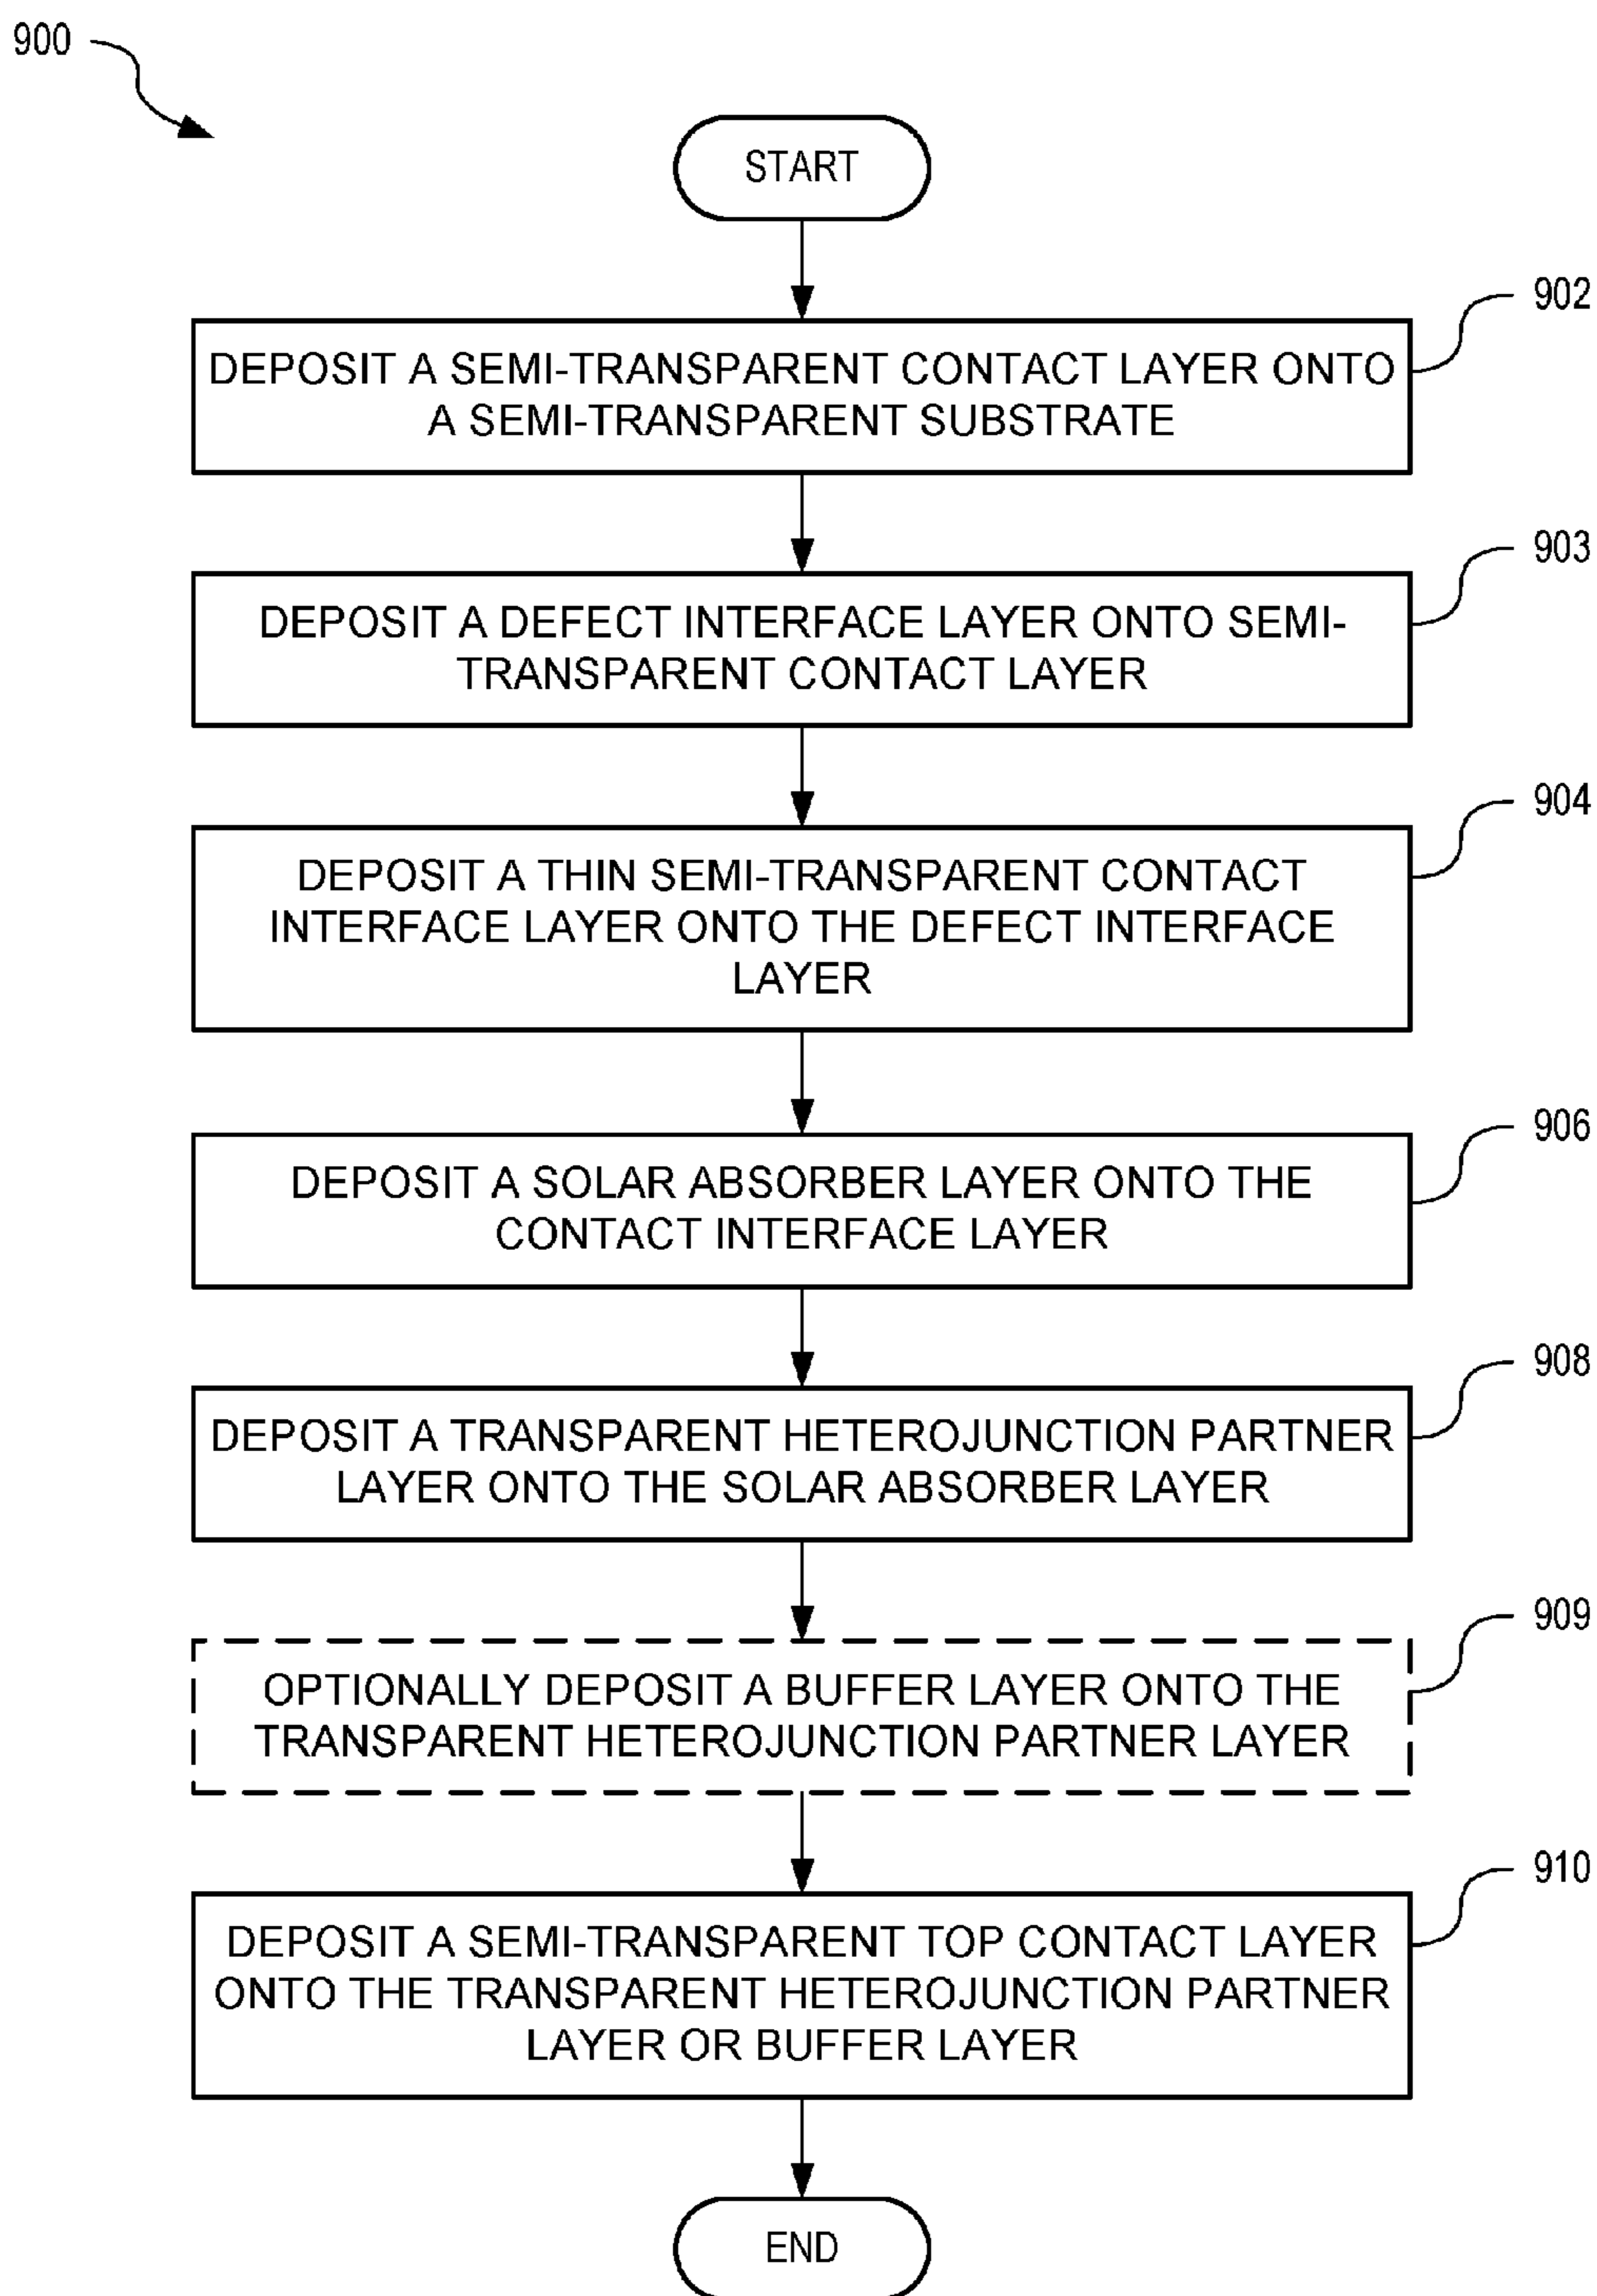 900
START
902
DEPOSIT A SEMI-TRANSPARENT CONTACT LAYER ONTO
A SEMI-TRANSPARENT SUBSTRATE
903
DEPOSIT A DEFECT INTERFACE LAYER ONTO SEMI-
TRANSPARENT CONTACT LAYER
904
DEPOSIT A THIN SEMI-TRANSPARENT CONTACT
INTERFACE LAYER ONTO THE DEFECT INTERFACE
LAYER
906
DEPOSIT A SOLAR ABSORBER LAYER ONTO THE
CONTACT INTERFACE LAYER
908
DEPOSIT A TRANSPARENT HETEROJUNCTION PARTNER
LAYER ONTO THE SOLAR ABSORBER LAYER
909
OPTIONALLY DEPOSIT A BUFFER LAYER ONTO THE
TRANSPARENT HETEROJUNCTION PARTNER LAYER
910
DEPOSIT A SEMI-TRANSPARENT TOP CONTACT LAYER
ONTO THE TRANSPARENT HETEROJUNCTION PARTNER
LAYER OR BUFFER LAYER
END